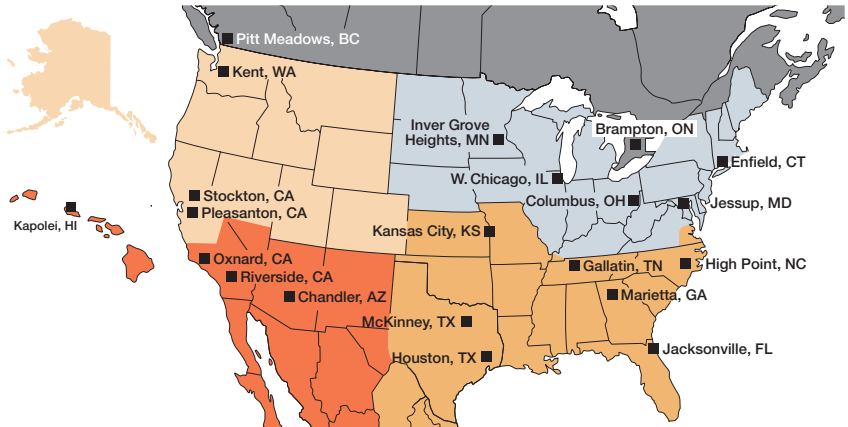 Pitt Meadows, BC
Kent, WA
Inver Grove
Heights, MN
Brampton, ON
Enfield, CT
W. Chicago, IL
Columbus, OH
Jessup, MD
Stockton, CA
Pleasanton, CA
Kapolei, HI
Kansas City, KS
Oxnard, CA
Gallatin, TN
High Point, NC
Riverside, CA
Chandler, AZ
Marietta, GA
McKinney, TX
Houston, TX
Jacksonville, FL